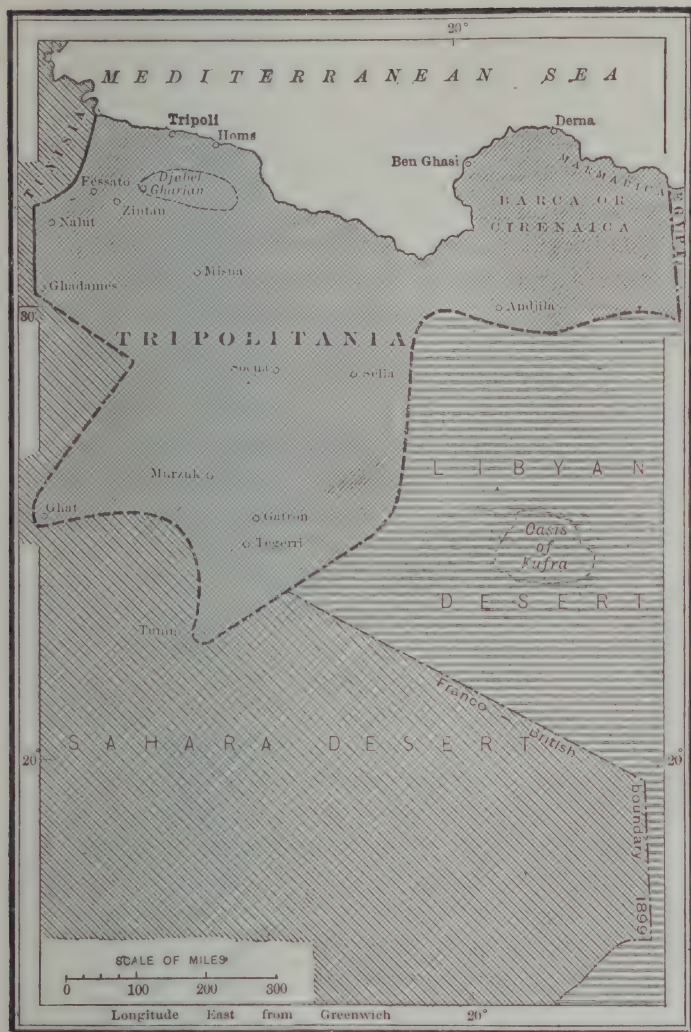 20°
MEDITERRANEAN SEA
TUNISIA
Tripoli
Homs
Derna
Ben Ghasi
MARMARICA
EGYPT
Fessato
Djebel
Gharian
Zintan
Nalut
BARCA OR
CIRENAICA
Ghadames
Misna
Andjila
30°
TRIPOLITANIA
Socna
Sella
LIBYAN
Murzuk
Ghat
Gatron
Tegerri
Oasis
of
Kufra
DESERT
Tumm
Franco - British
boundary
1899
SAHARA DESERT
20°
20°
SCALE OF MILES
0 100 200 300
Longitude East from Greenwich 20°